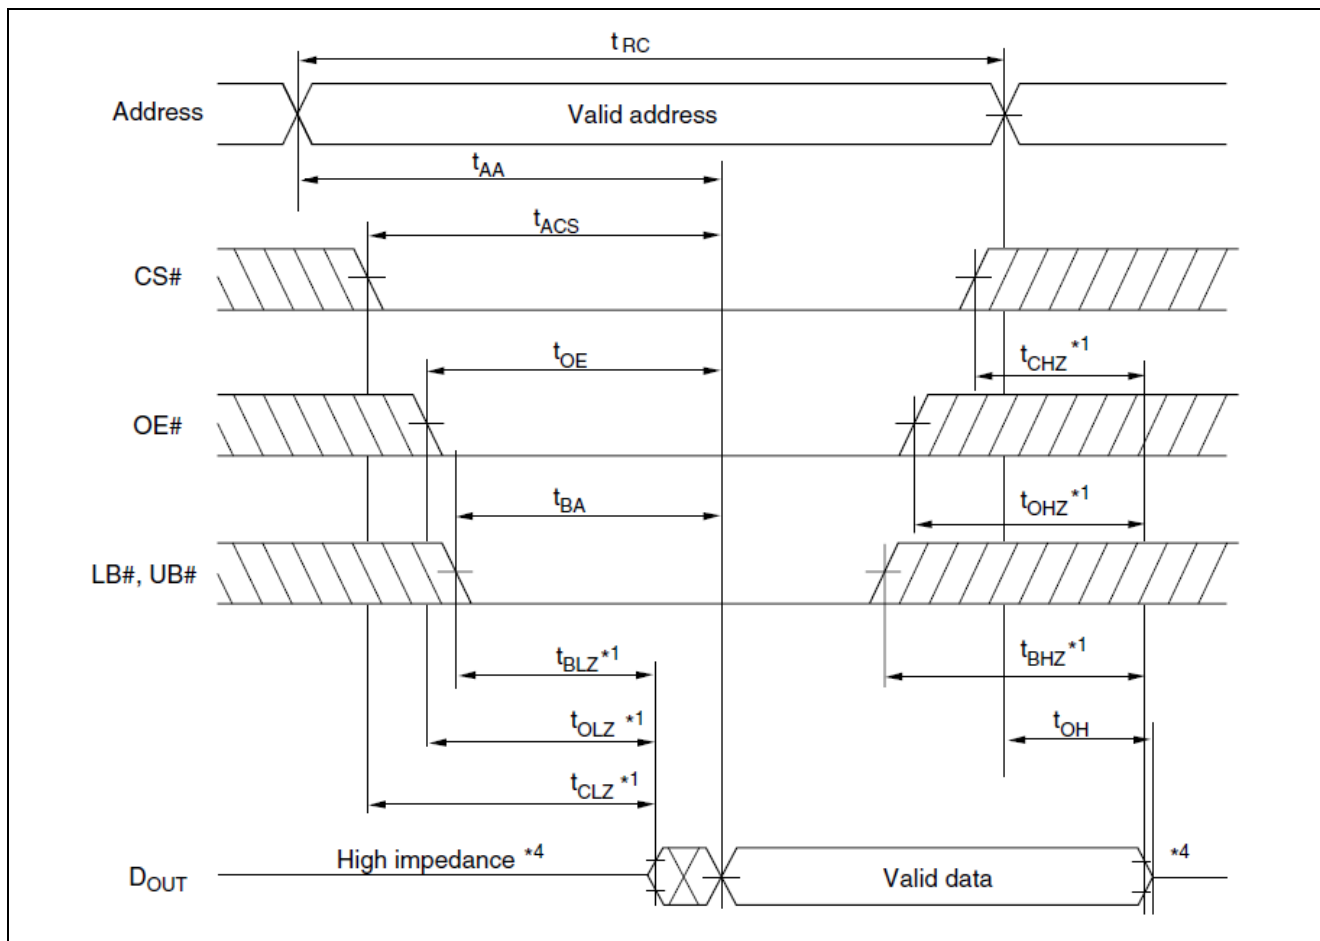 tRC
Address
Valid address
tAA
tACS
CS#
tOE
tCHZ*1
OE#
tBA
tOHZ*1
LB#, UB#
tBLZ*1
tBHZ*1
tOLZ *1
tOH
tCLZ *1
High impedance *4
*4
DOUT
Valid data